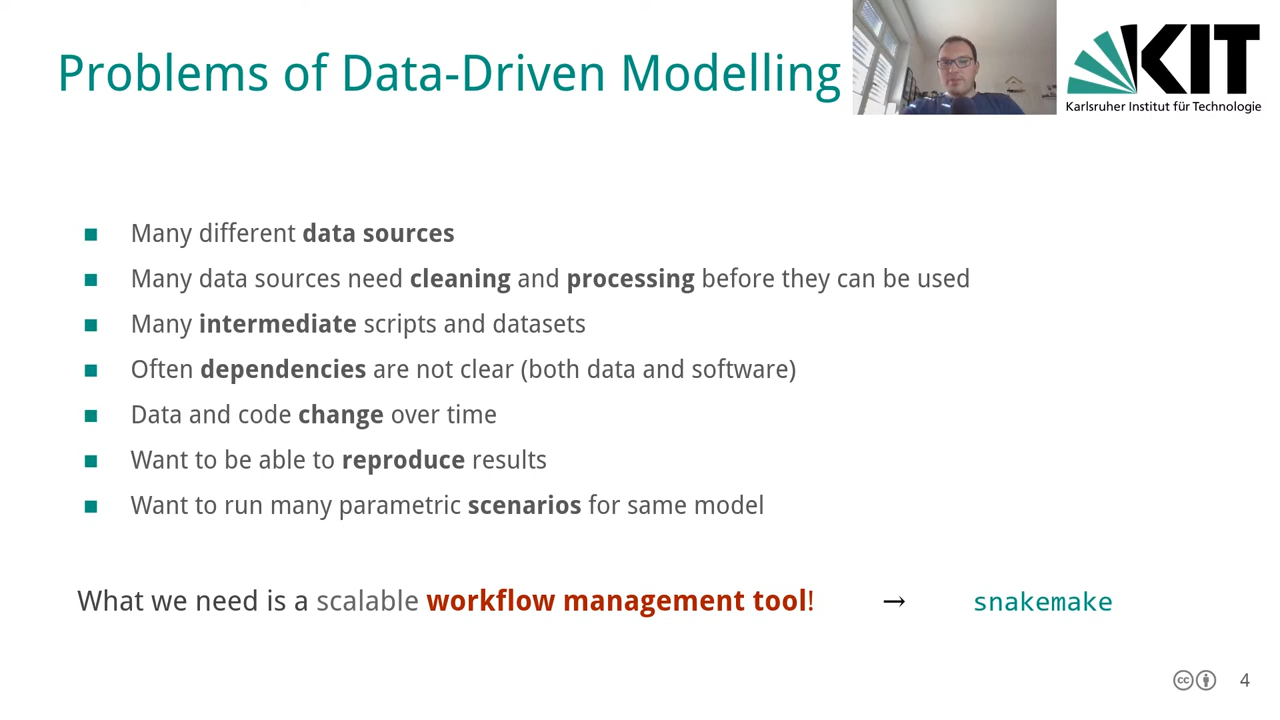 Problems of Data-Driven Modelling
KIT
Karlsruher Institut für Technologie
Many different data sources
Many data sources need cleaning and processing before they can be used
Many intermediate scripts and datasets
Often dependencies are not clear (both data and software)
Data and code change over time
Want to be able to reproduce results
Want to run many parametric scenarios for same model
What we need is a scalable workflow management tool! → snakemake
cc 4